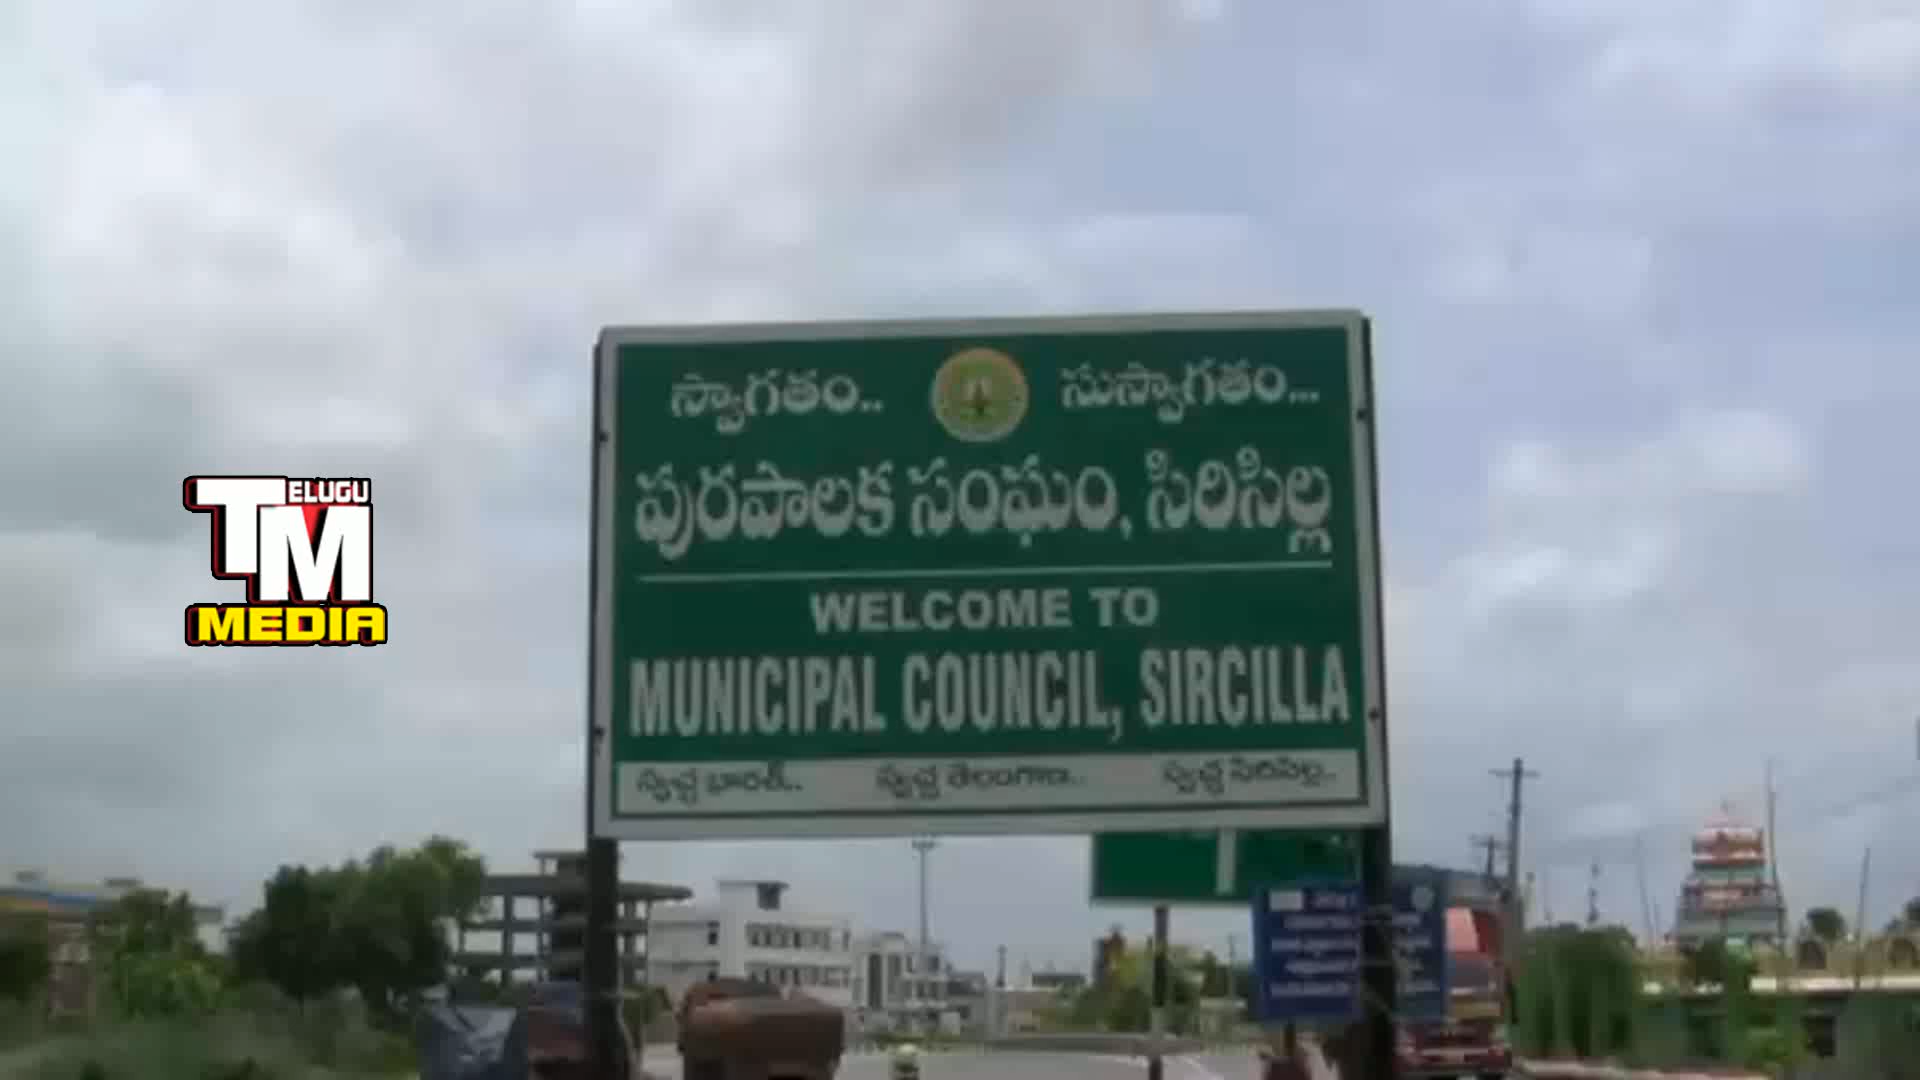 స్వాగతం.. సుస్వాగతం...
పురపాలక సంఘం, సిరిసిల్ల
WELCOME TO
MUNICIPAL COUNCIL, SIRCILLA
స్వచ్ఛ భారత్.. స్వచ్ఛ తెలంగాణ.. స్వచ్ఛ సిరిసిల్ల..
TELUGU
TM
MEDIA